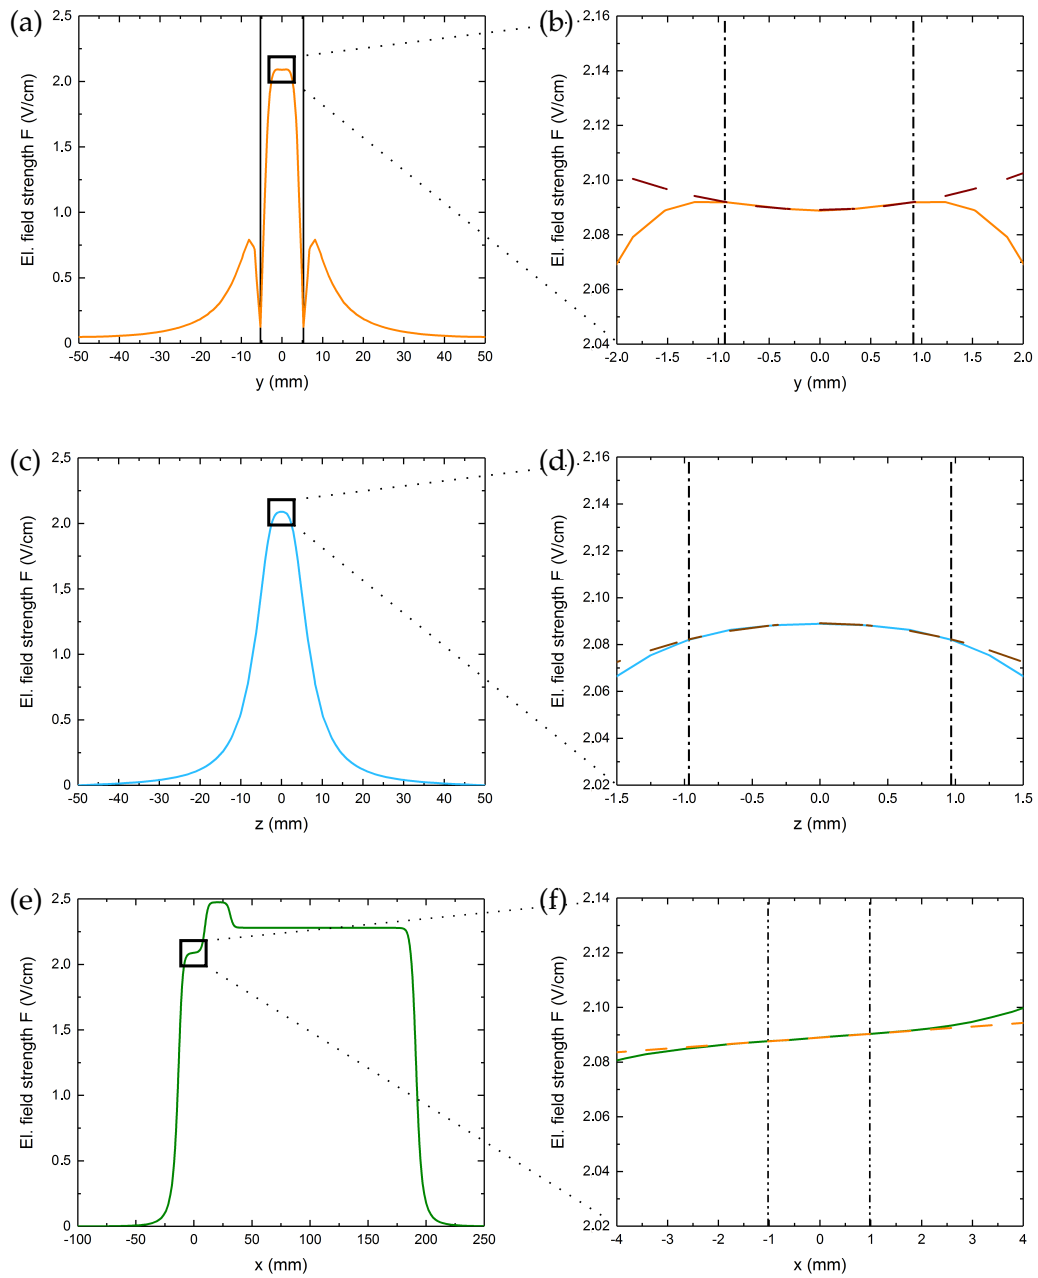 (a)
El. field strength F (V/cm)
2.5
2.0
1.5
1.0
0.5
0
-50 -40 -30 -20 -10 0 10 20 30 40 50
y (mm)
(b)
El. field strength F (V/cm)
2.16
2.14
2.12
2.10
2.08
2.06
2.04
-2.0 -1.5 -1.0 -0.5 0.0 0.5 1.0 1.5 2.0
y (mm)
(c)
El. field strength F (V/cm)
2.5
2.0
1.5
1.0
0.5
0
-50 -40 -30 -20 -10 0 10 20 30 40 50
z (mm)
(d)
El. field strength F (V/cm)
2.16
2.14
2.12
2.10
2.08
2.06
2.04
2.02
-1.5 -1.0 -0.5 0.0 0.5 1.0 1.5
z (mm)
(e)
El. field strength F (V/cm)
2.5
2.0
1.5
1.0
0.5
0
-100 -50 0 50 100 150 200 250
x (mm)
(f)
El. field strength F (V/cm)
2.14
2.12
2.10
2.08
2.06
2.04
2.02
-4 -3 -2 -1 0 1 2 3 4
x (mm)